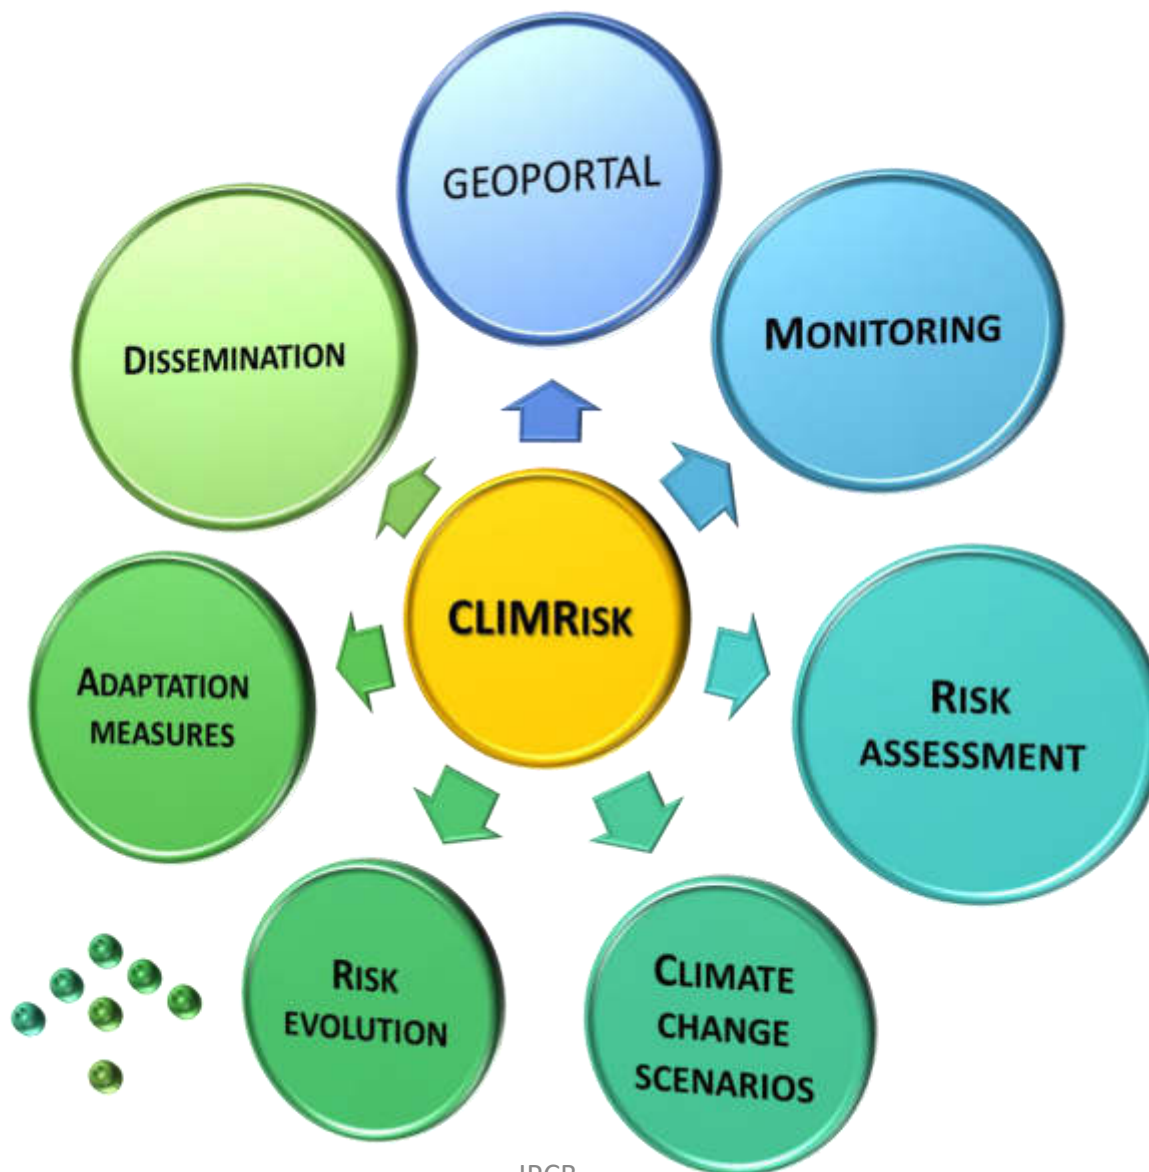 GEOPORTAL
MONITORING
DISSEMINATION
CLIMRISK
RISK
ASSESSMENT
ADAPTATION
MEASURES
RISK
EVOLUTION
CLIMATE
CHANGE
SCENARIOS